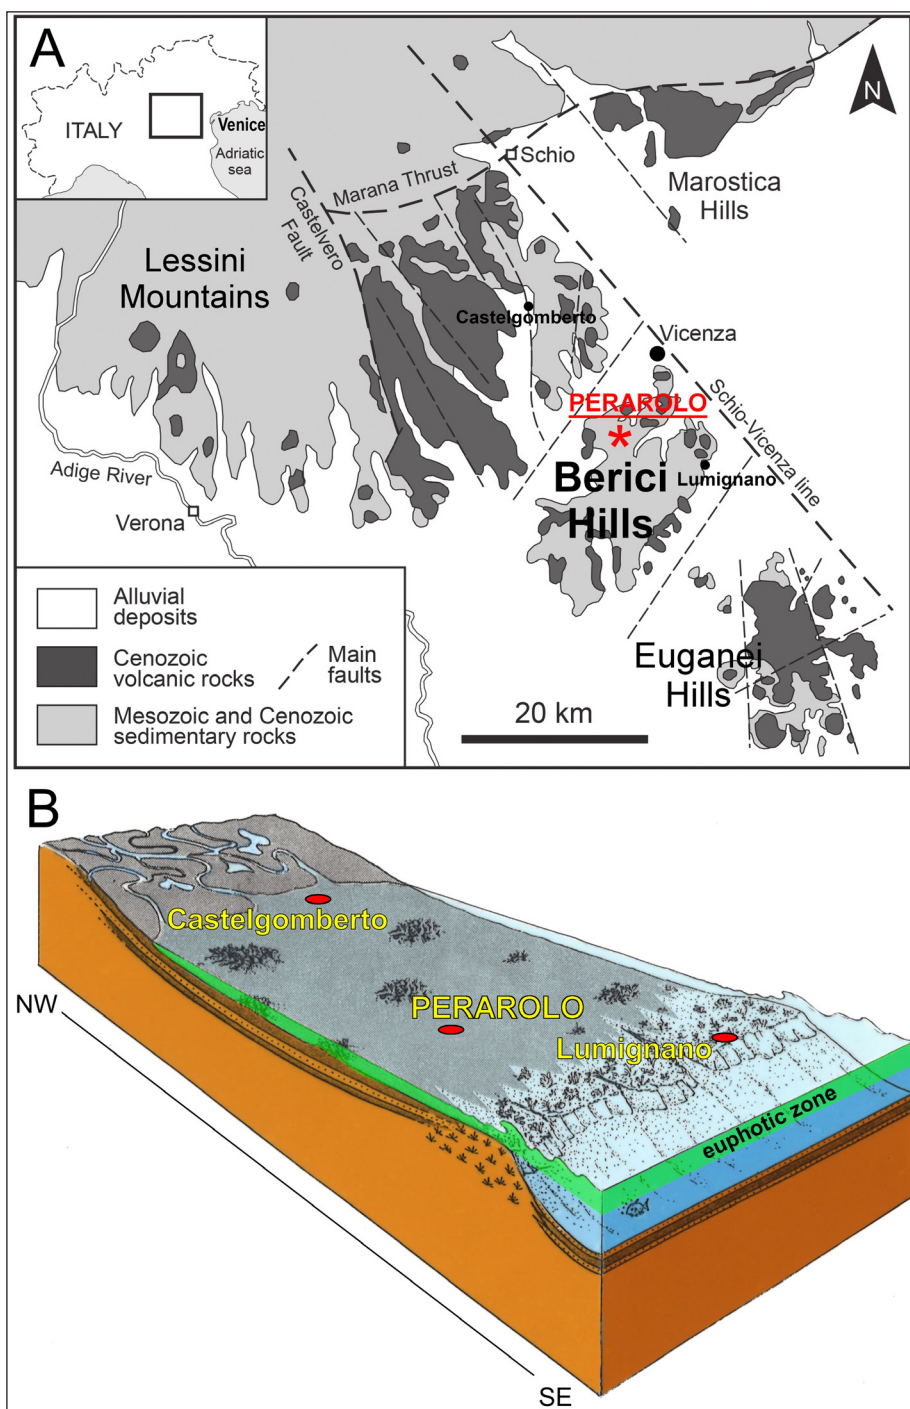 A
ITALY
Venice
Adriatic
sea
N
Schio
Marostica
Hills
Marana Thrust
Castelvero
Fault
Lessini
Mountains
Castelgomberto
Vicenza
PERAROLO
*
Schio-Vicenza line
Berici
Hills
Lumignano
Adige River
Verona
Euganei
Hills
Alluvial
deposits
Cenozoic
volcanic rocks
Main
faults
Mesozoic and Cenozoic
sedimentary rocks
20 km
B
Castelgomberto
PERAROLO
Lumignano
euphotic zone
NW
SE